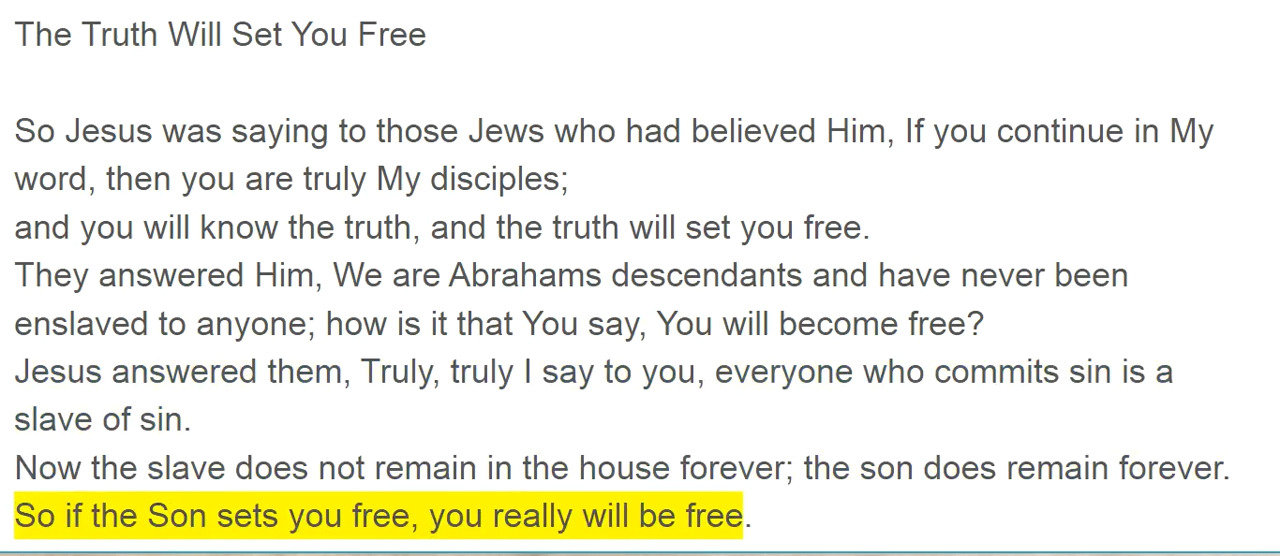 The Truth Will Set You Free
So Jesus was saying to those Jews who had believed Him, If you continue in My
word, then you are truly My disciples;
and you will know the truth, and the truth will set you free.
They answered Him, We are Abrahams descendants and have never been
enslaved to anyone; how is it that You say, You will become free?
Jesus answered them, Truly, truly I say to you, everyone who commits sin is a
slave of sin.
Now the slave does not remain in the house forever; the son does remain forever.
So if the Son sets you free, you really will be free.